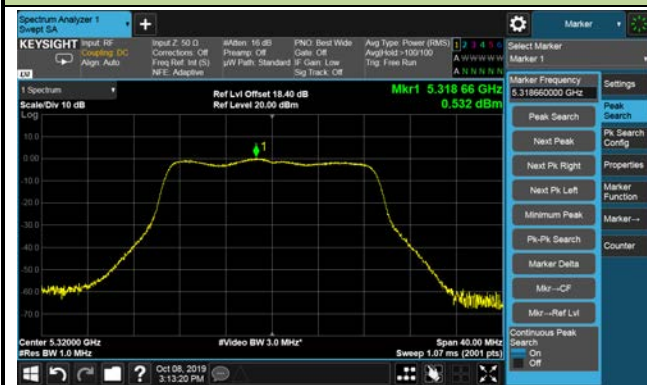 Spectrum Analyzer 1
Swept SA
+
Marker
KEYSIGHT
Input: RF
Coupling: DC
Align: Auto
Input Z: 50 Ω
Corrections: Off
Freq Ref: Int (S)
NFE: Adaptive
#Atten: 16 dB
Preamp: Off
µW Path: Standard
PNO: Best Wide
Gate: Off
IF Gain: Low
Sig Track: Off
Avg Type: Power (RMS)
Avg|Hold:>100/100
Trig: Free Run
1 2 3 4 5 6
A W W W W W
A N N N N N
LXI
Select Marker
Marker 1
1 Spectrum
Scale/Div 10 dB
Log
Ref Lvl Offset 18.40 dB
Ref Level 20.00 dBm
Mkr1 5.318 66 GHz
0.532 dBm
10.0
0.00
-10.0
-20.0
-30.0
-40.0
-50.0
-60.0
-70.0
1
Center 5.32000 GHz
#Res BW 1.0 MHz
#Video BW 3.0 MHz*
Span 40.00 MHz
Sweep 1.07 ms (2001 pts)
Marker Frequency
5.318660000 GHz
Peak Search
Next Peak
Next Pk Right
Next Pk Left
Minimum Peak
Pk-Pk Search
Marker Delta
Mkr→CF
Mkr→Ref Lvl
Continuous Peak
Search
On
Off
Settings
Peak
Search
Pk Search
Config
Properties
Marker
Function
Marker→
Counter
?
Oct 08, 2019
3:13:20 PM